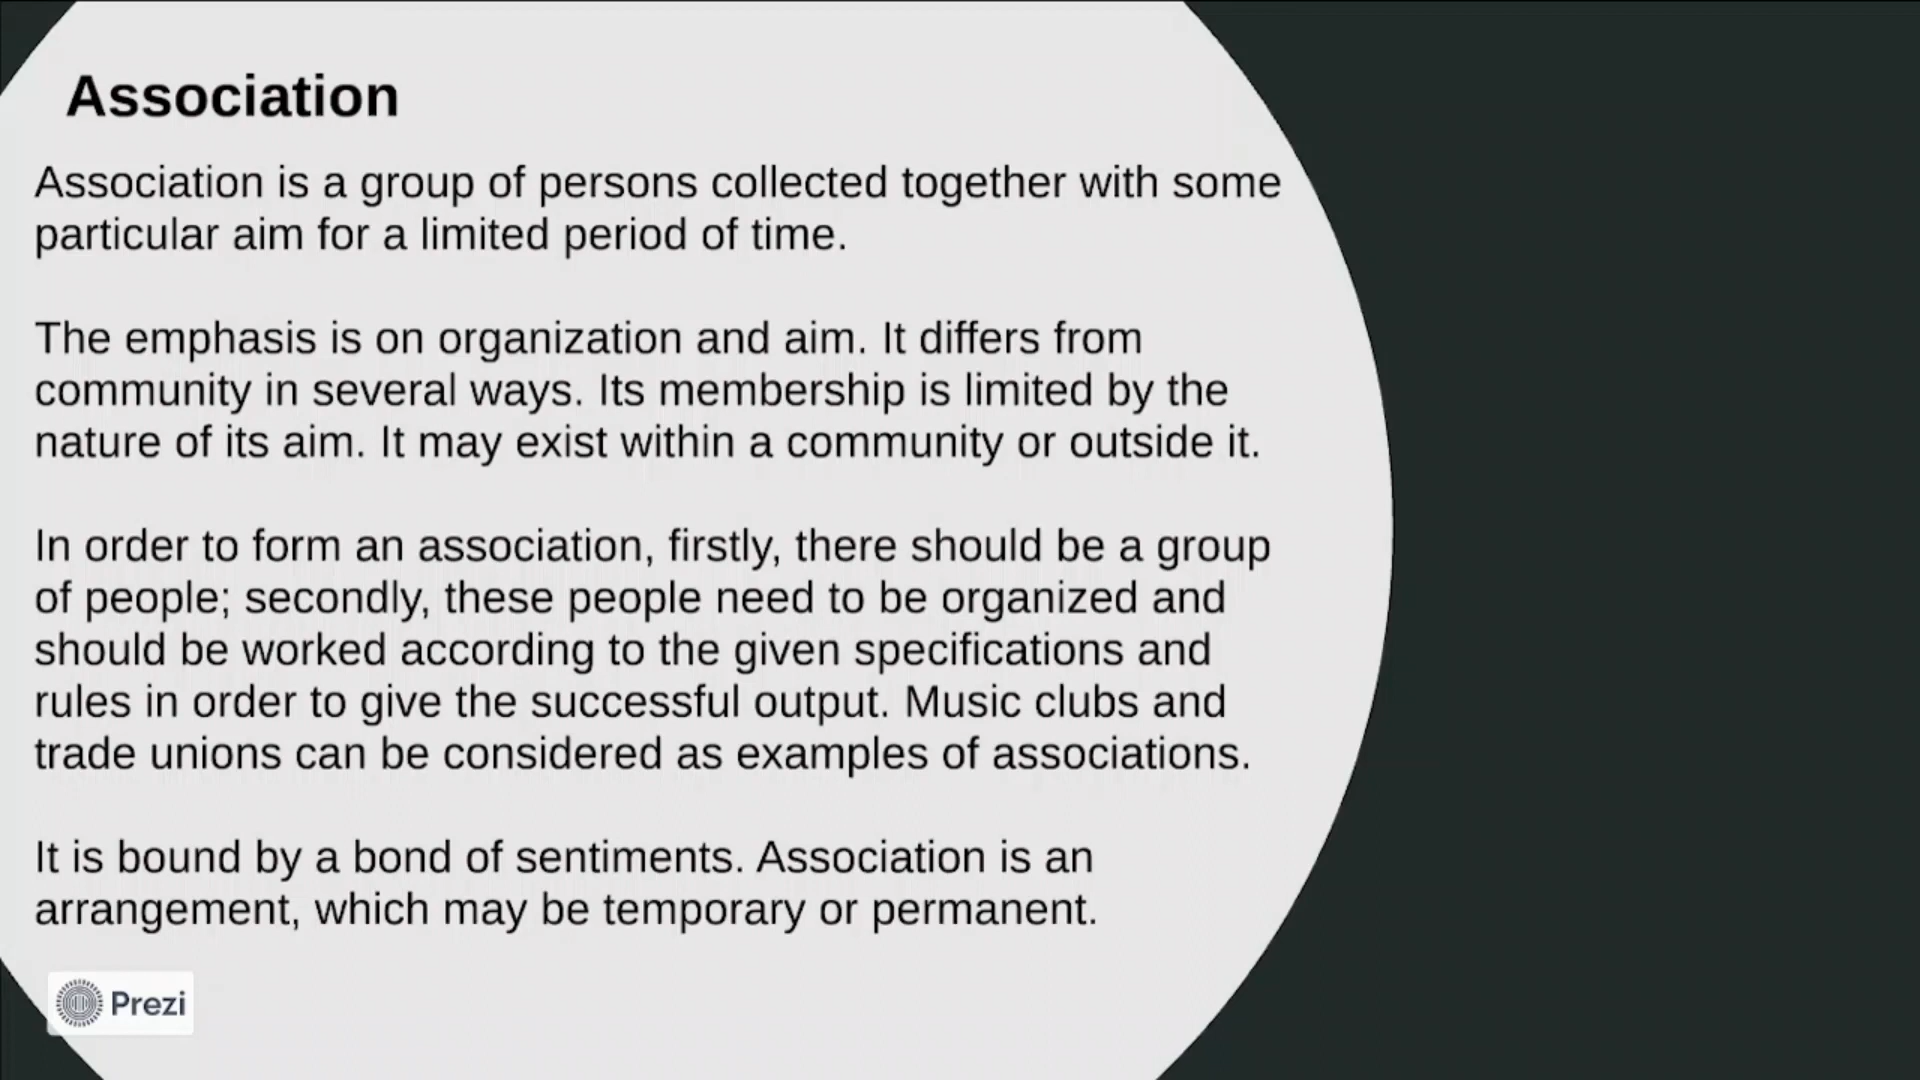 Association
Association is a group of persons collected together with some
particular aim for a limited period of time.
The emphasis is on organization and aim. It differs from
community in several ways. Its membership is limited by the
nature of its aim. It may exist within a community or outside it.
In order to form an association, firstly, there should be a group
of people; secondly, these people need to be organized and
should be worked according to the given specifications and
rules in order to give the successful output. Music clubs and
trade unions can be considered as examples of associations.
It is bound by a bond of sentiments. Association is an
arrangement, which may be temporary or permanent.
Prezi